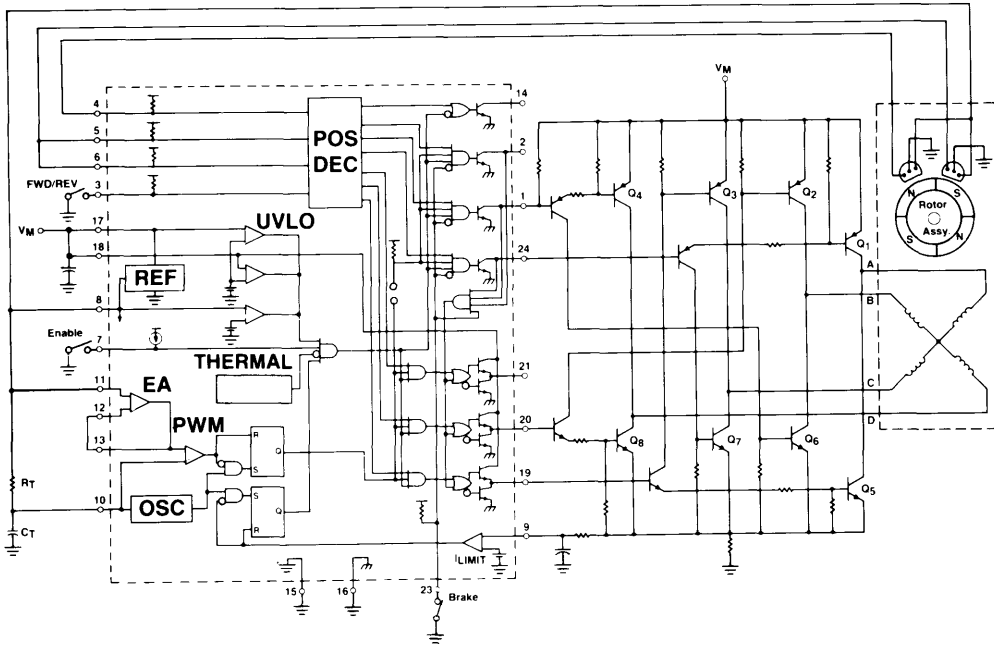 4
14
VM
POS
DEC
5
2
6
FWD/REV
3
1
Q4
Q3
Q2
N
S
Rotor
Assy.
S
N
17
UVLO
VM
18
24
Q1
A
REF
B
8
Enable
7
THERMAL
21
11
EA
C
12
PWM
20
D
13
R
Q
S
Q8
Q7
Q6
RT
19
10
OSC
S
Q
R
Q5
CT
9
ILIMIT
15
16
23
Brake